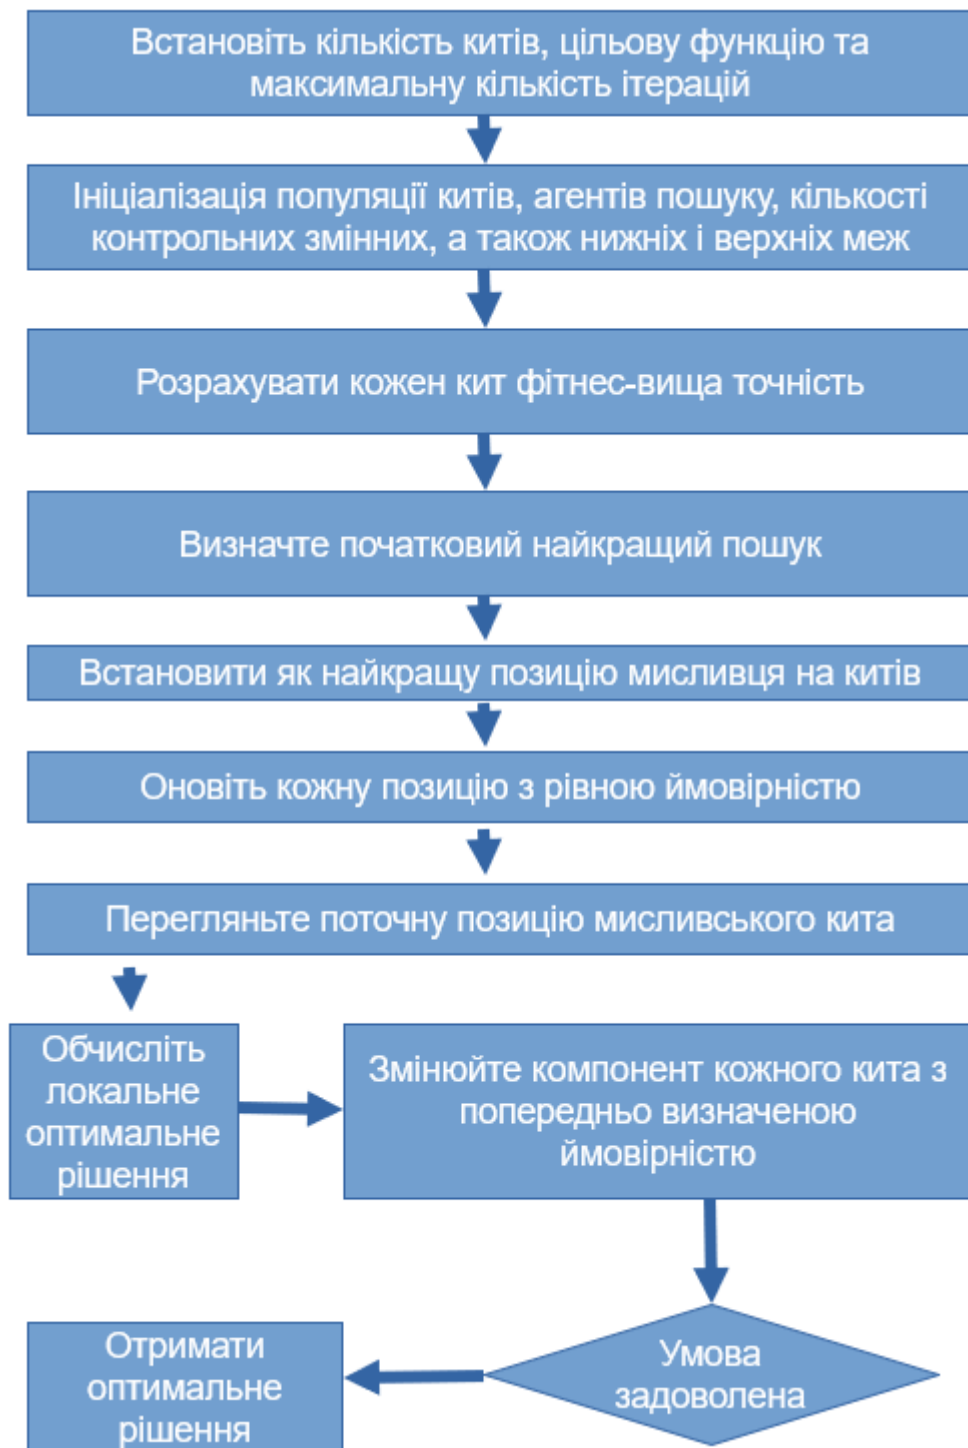 Встановіть кількість китів, цільову функцію та
максимальну кількість ітерацій
Ініціалізація популяції китів, агентів пошуку, кількості
контрольних змінних, а також нижніх і верхніх меж
Розрахувати кожен кит фітнес-вища точність
Визначте початковий найкращий пошук
Встановити як найкращу позицію мисливця на китів
Оновіть кожну позицію з рівною ймовірністю
Перегляньте поточну позицію мисливського кита
Обчисліть
локальне
оптимальне
рішення
Змінюйте компонент кожного кита з
попередньо визначеною
ймовірністю
Умова
задоволена
Отримати
оптимальне
рішення